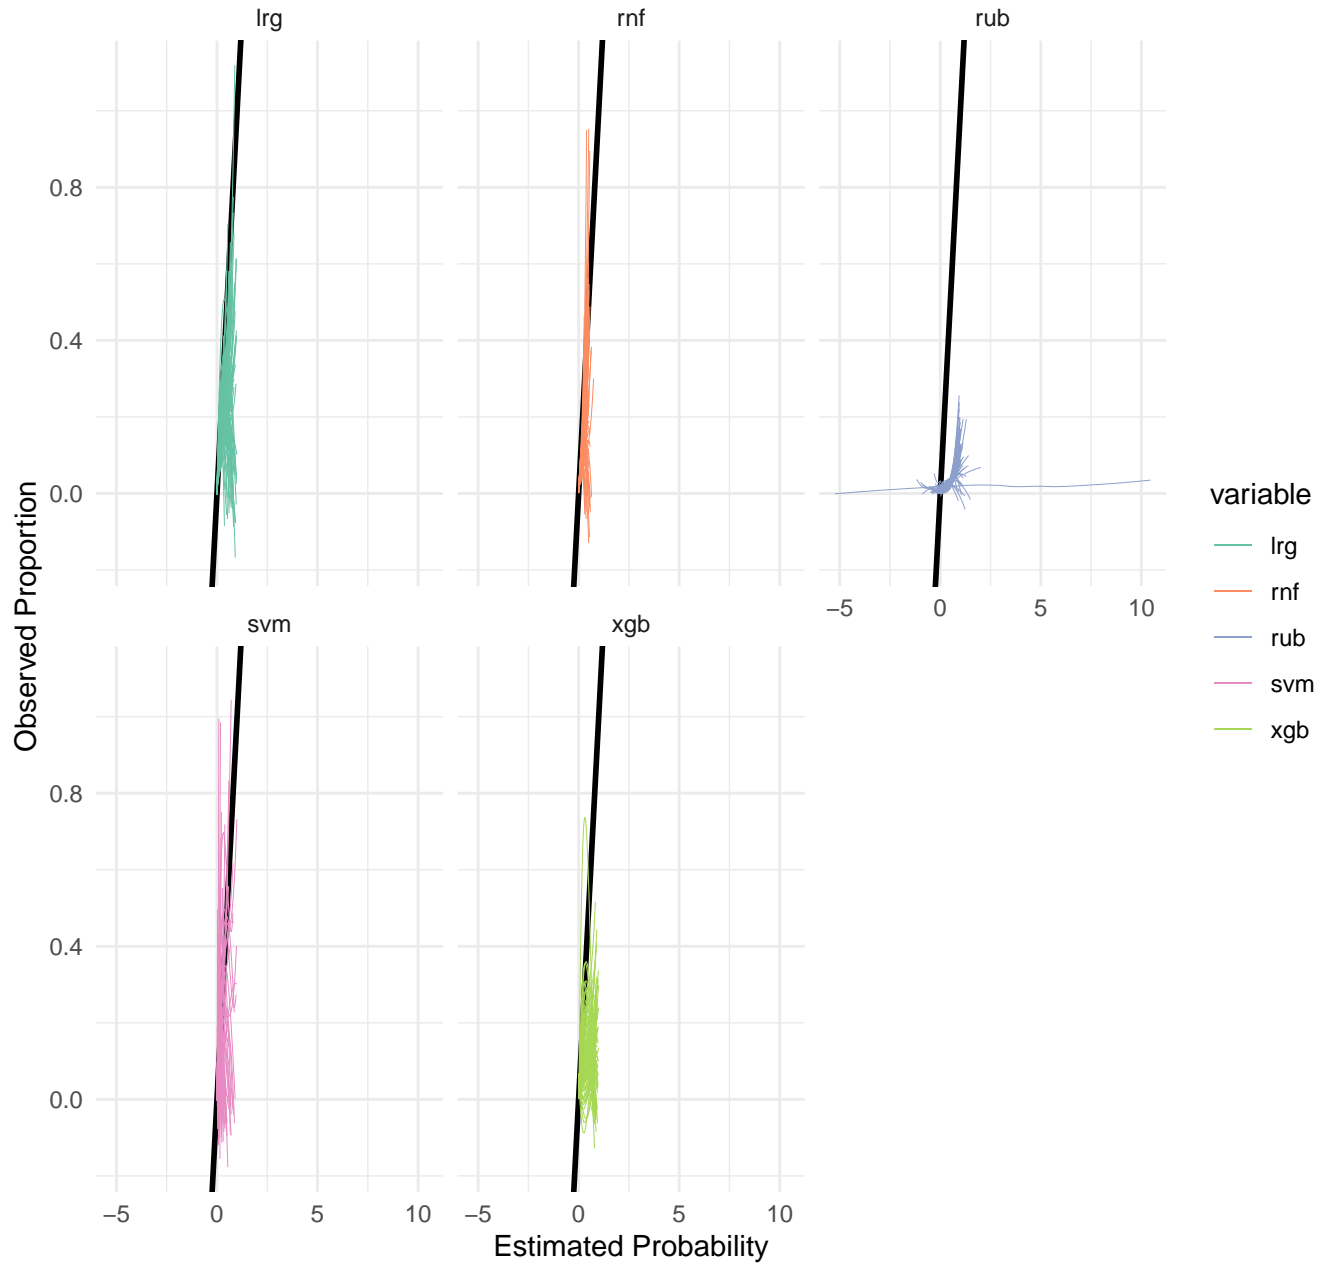 lrg rnf rub
0.8
0.4
0.0
−5 0 5 10
svm xgb
0.8
0.4
0.0
−5 0 5 10 −5 0 5 10
Estimated Probability
Observed Proportion
variable
lrg
rnf
rub
svm
xgb